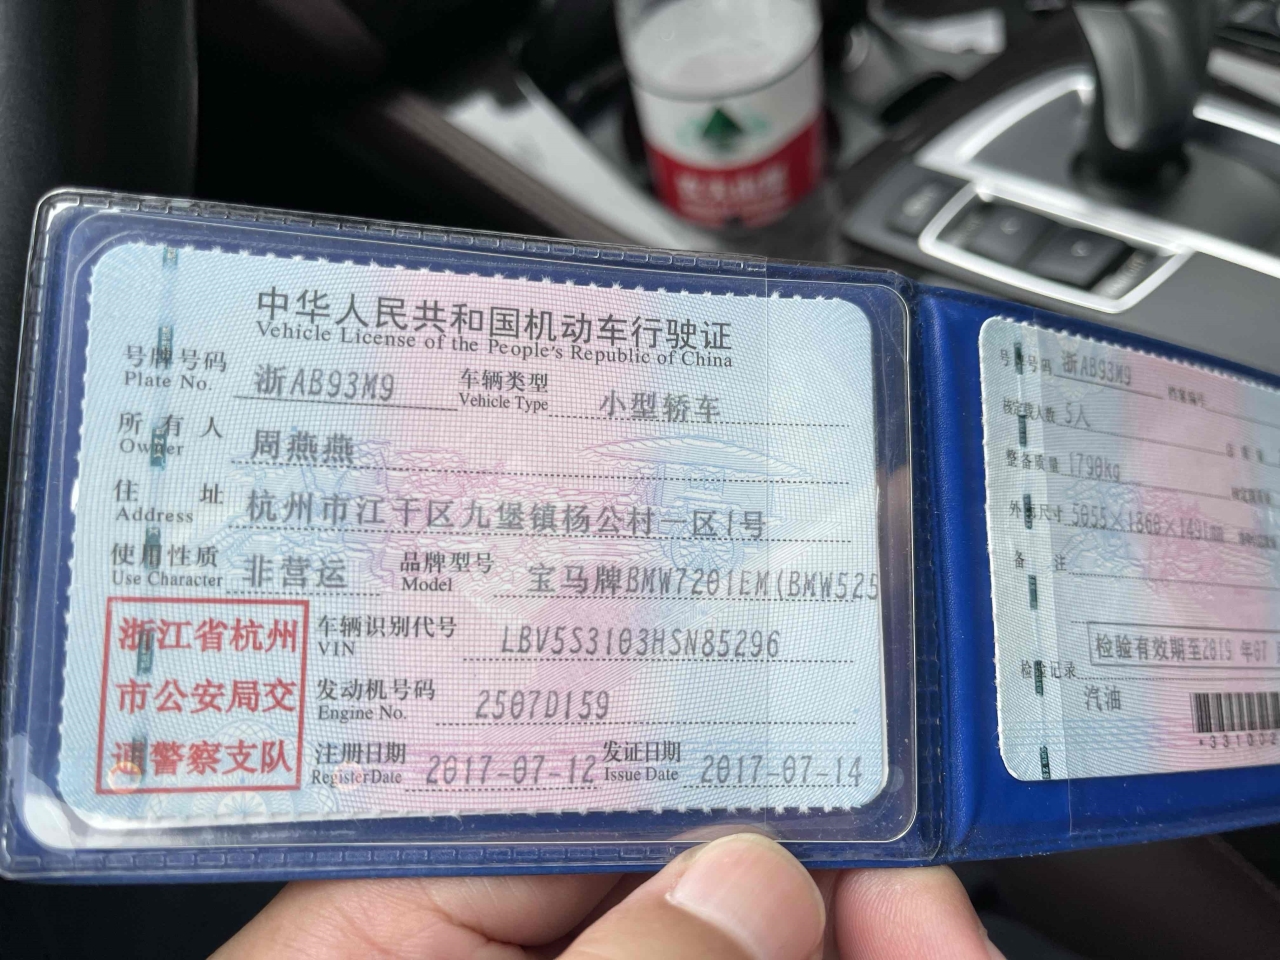 中华人民共和国机动车行驶证
Vehicle License of the People's Republic of China
号牌号码 浙AB93M9 车辆类型 小型轿车
Plate No. Vehicle Type
所有人 周燕燕
Owner
住址 杭州市江干区九堡镇杨公村一区1号
Address
使用性质 非营运 品牌型号 宝马牌BMW7201EM(BMW525
Use Character Model
浙江省杭州
市公安局交
通警察支队
车辆识别代号 LBV5S3103HSN85296
VIN
发动机号码 2507D159
Engine No.
注册日期 2017-07-12 发证日期 2017-07-14
Register Date Issue Date
号牌号码 浙AB93M9 档案编号
核定载人数 5人
整备质量 1790kg
外廓尺寸 5055×1868×1491mm
备注
检验有效期至2019年07
检验记录
汽油